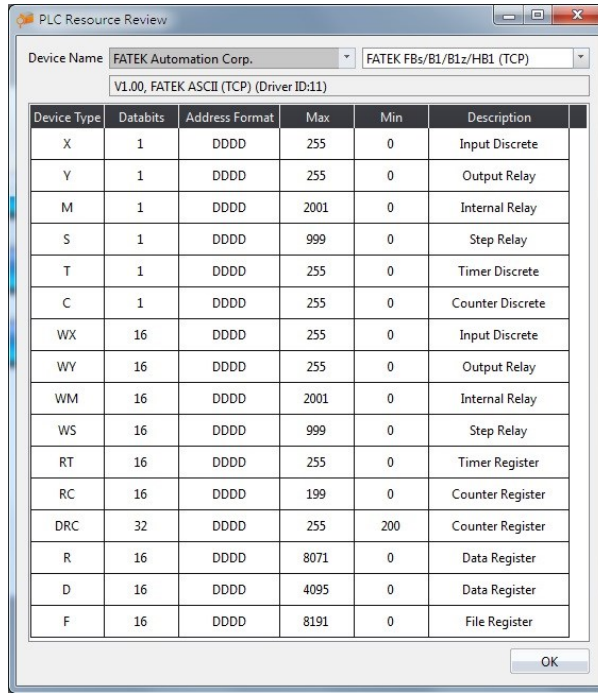 PLC Resource Review
Device Name FATEK Automation Corp. FATEK FBs/B1/B1z/HB1 (TCP)
V1.00, FATEK ASCII (TCP) (Driver ID:11)
Device Type Databits Address Format Max Min Description
X 1 DDDD 255 0 Input Discrete
Y 1 DDDD 255 0 Output Relay
M 1 DDDD 2001 0 Internal Relay
S 1 DDDD 999 0 Step Relay
T 1 DDDD 255 0 Timer Discrete
C 1 DDDD 255 0 Counter Discrete
WX 16 DDDD 255 0 Input Discrete
WY 16 DDDD 255 0 Output Relay
WM 16 DDDD 2001 0 Internal Relay
WS 16 DDDD 999 0 Step Relay
RT 16 DDDD 255 0 Timer Register
RC 16 DDDD 199 0 Counter Register
DRC 32 DDDD 255 200 Counter Register
R 16 DDDD 8071 0 Data Register
D 16 DDDD 4095 0 Data Register
F 16 DDDD 8191 0 File Register
OK